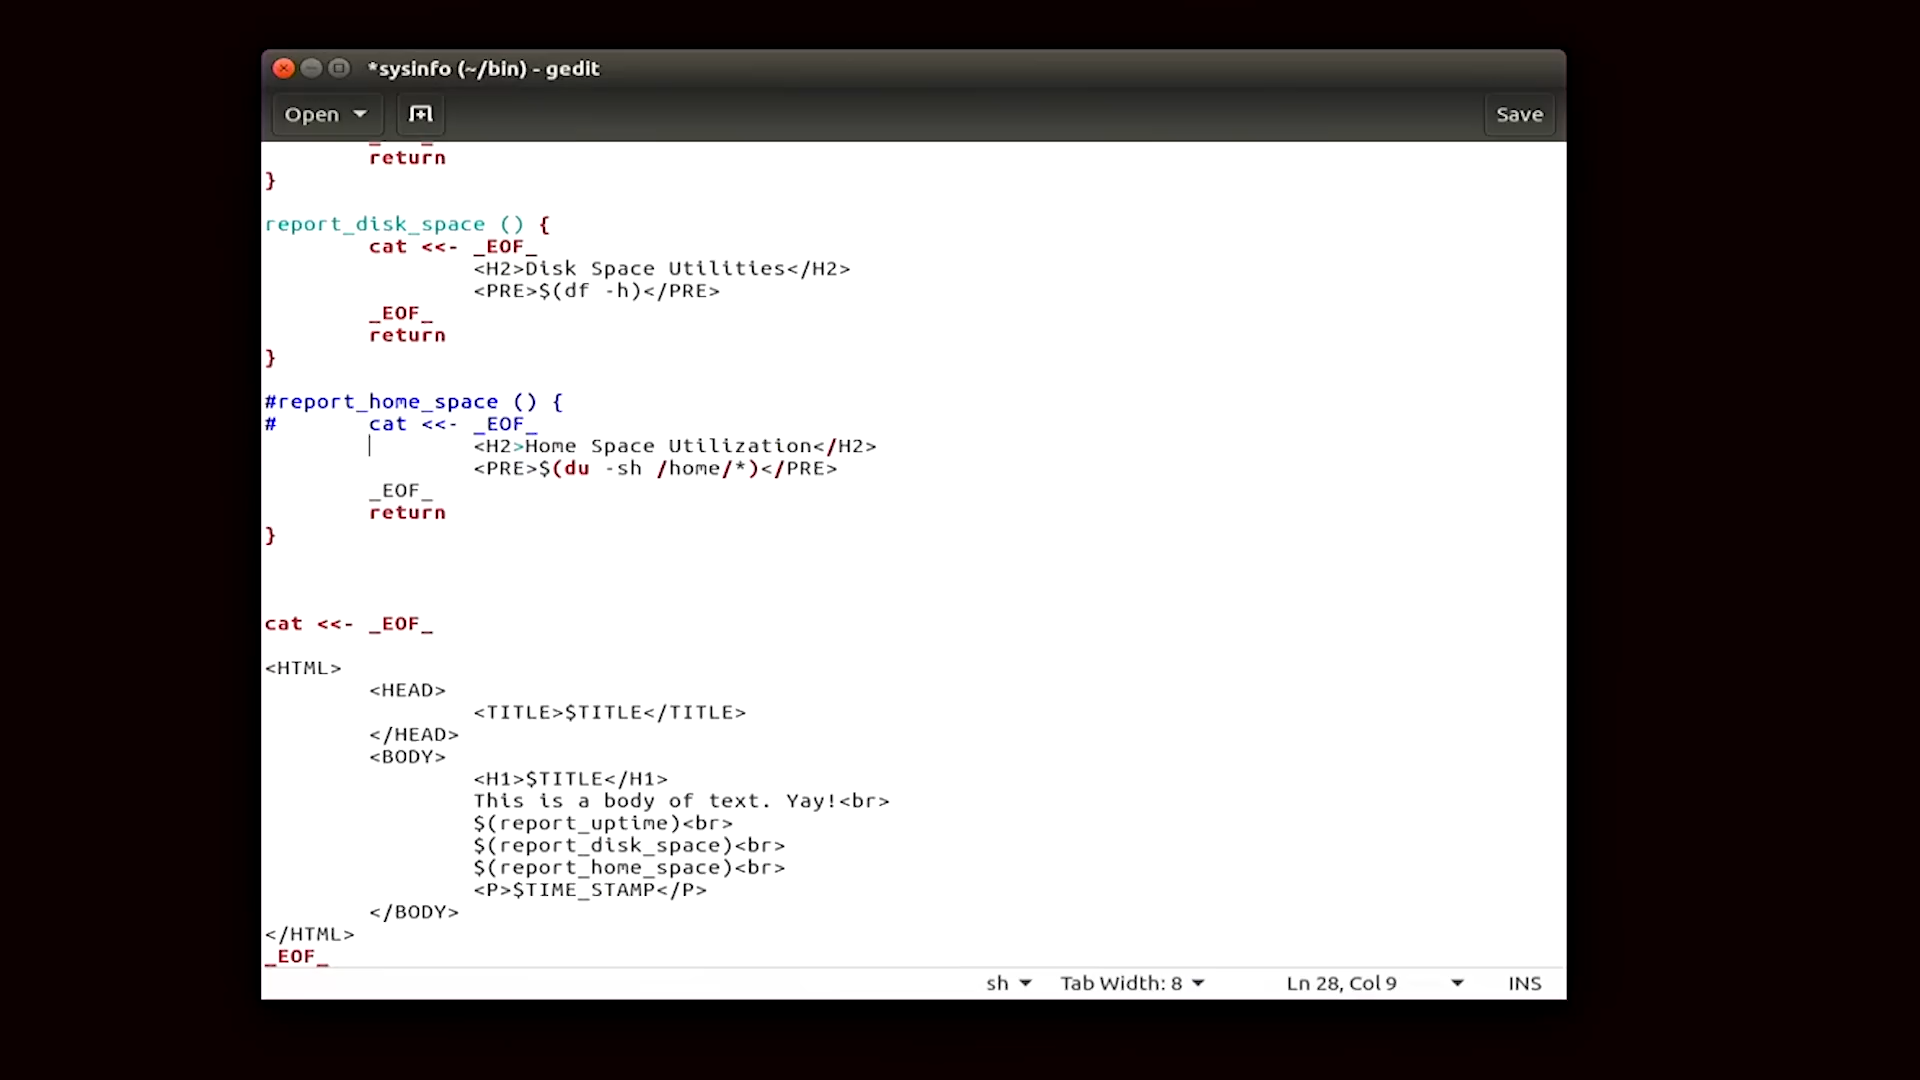 *sysinfo (~/bin) - gedit
Open
Save
return
}
report_disk_space () {
cat <<- _EOF_
<H2>Disk Space Utilities</H2>
<PRE>$(df -h)</PRE>
_EOF_
return
}
#report_home_space () {
# cat <<- _EOF_
<H2>Home Space Utilization</H2>
<PRE>$(du -sh /home/*)</PRE>
_EOF_
return
}
cat <<- _EOF_
<HTML>
<HEAD>
<TITLE>$TITLE</TITLE>
</HEAD>
<BODY>
<H1>$TITLE</H1>
This is a body of text. Yay!<br>
$(report_uptime)<br>
$(report_disk_space)<br>
$(report_home_space)<br>
<P>$TIME_STAMP</P>
</BODY>
</HTML>
_EOF_
sh Tab Width: 8 Ln 28, Col 9 INS